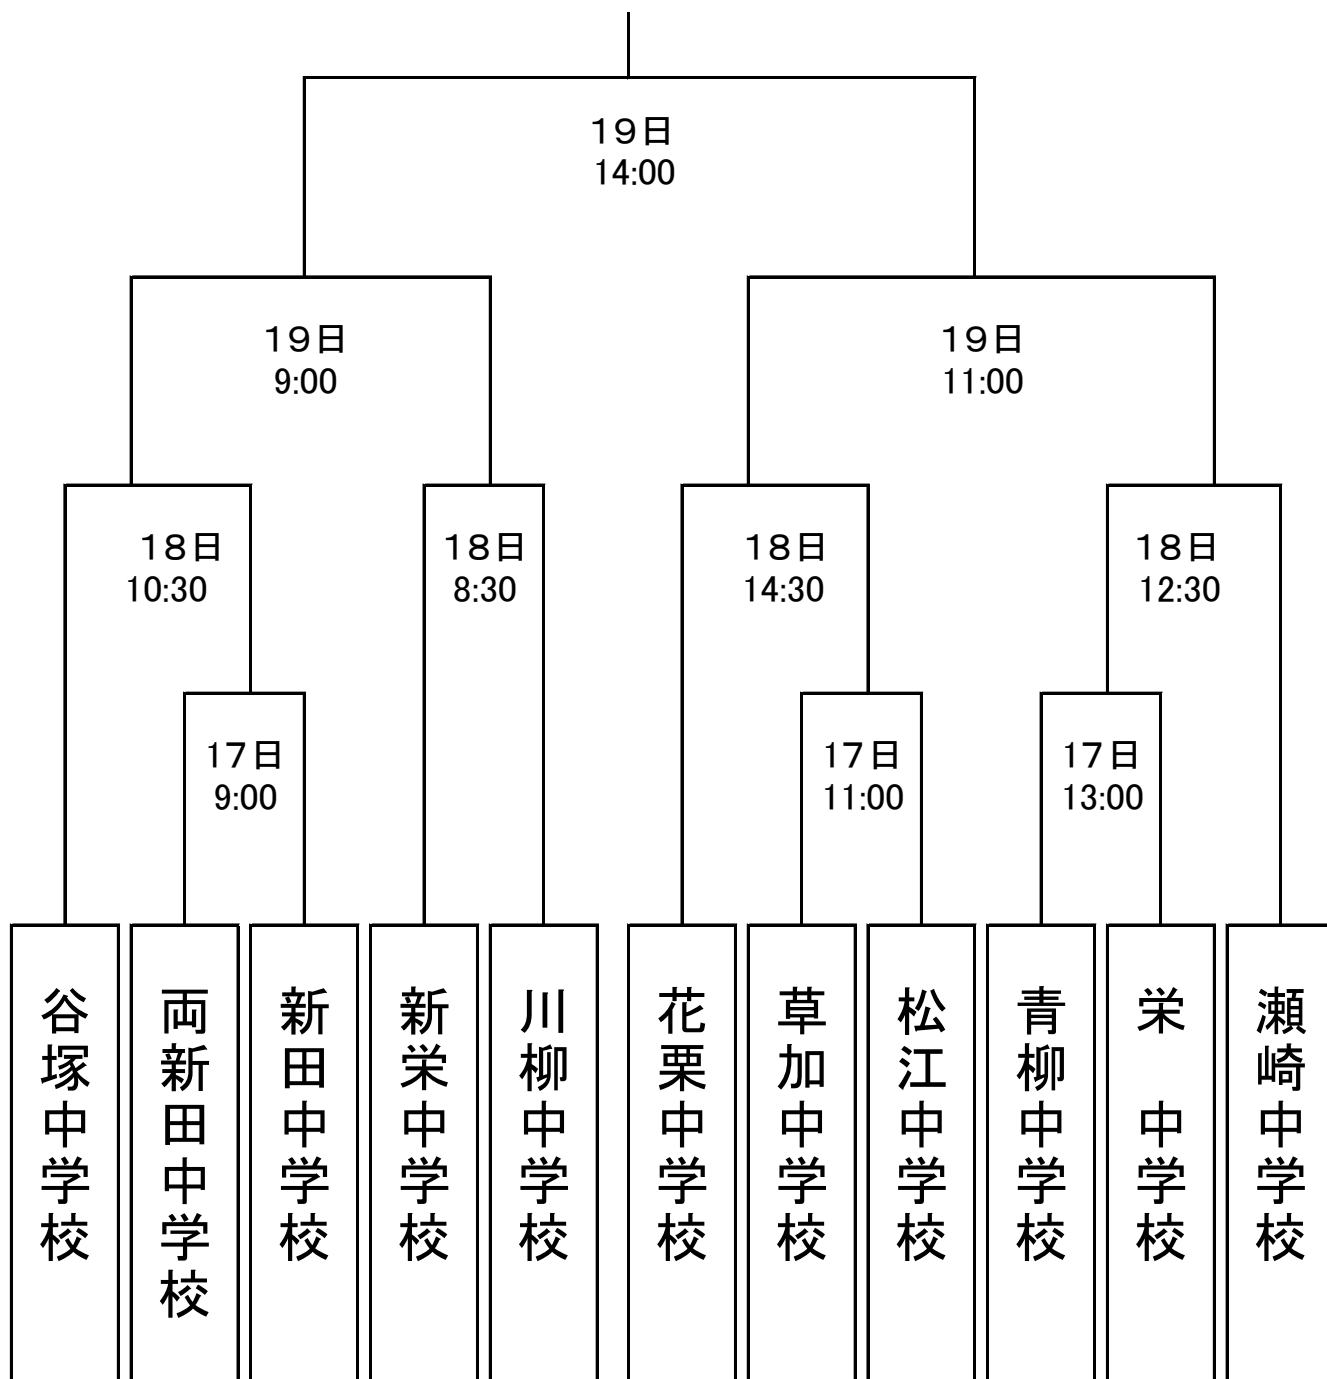 １９日
14:00
１９日
9:00
１９日
11:00
１８日
10:30
１８日
8:30
１８日
14:30
１８日
12:30
１７日
9:00
１７日
11:00
１７日
13:00
谷塚中学校
両新田中学校
新田中学校
新栄中学校
川柳中学校
花栗中学校
草加中学校
松江中学校
青柳中学校
栄　中学校
瀬崎中学校